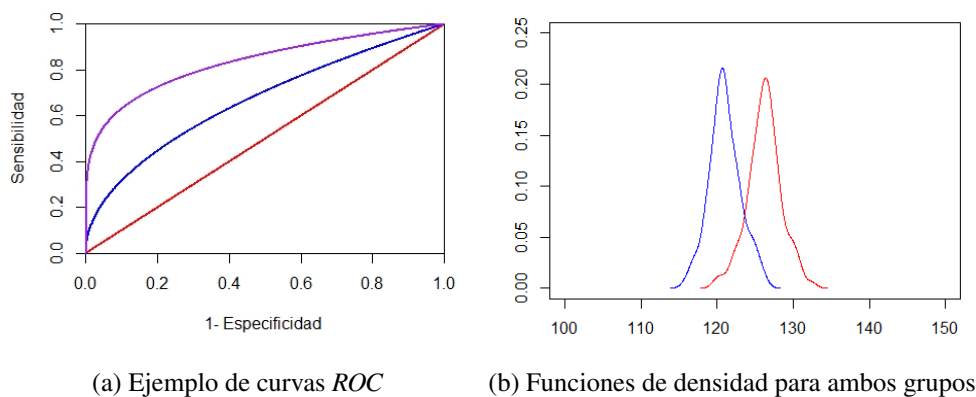 1.0
0.8
0.6
0.4
0.2
0.0
Sensibilidad
0.0 0.2 0.4 0.6 0.8 1.0
1- Especificidad
(a) Ejemplo de curvas ROC
0.25
0.20
0.15
0.10
0.05
0.00
100 110 120 130 140 150
(b) Funciones de densidad para ambos grupos